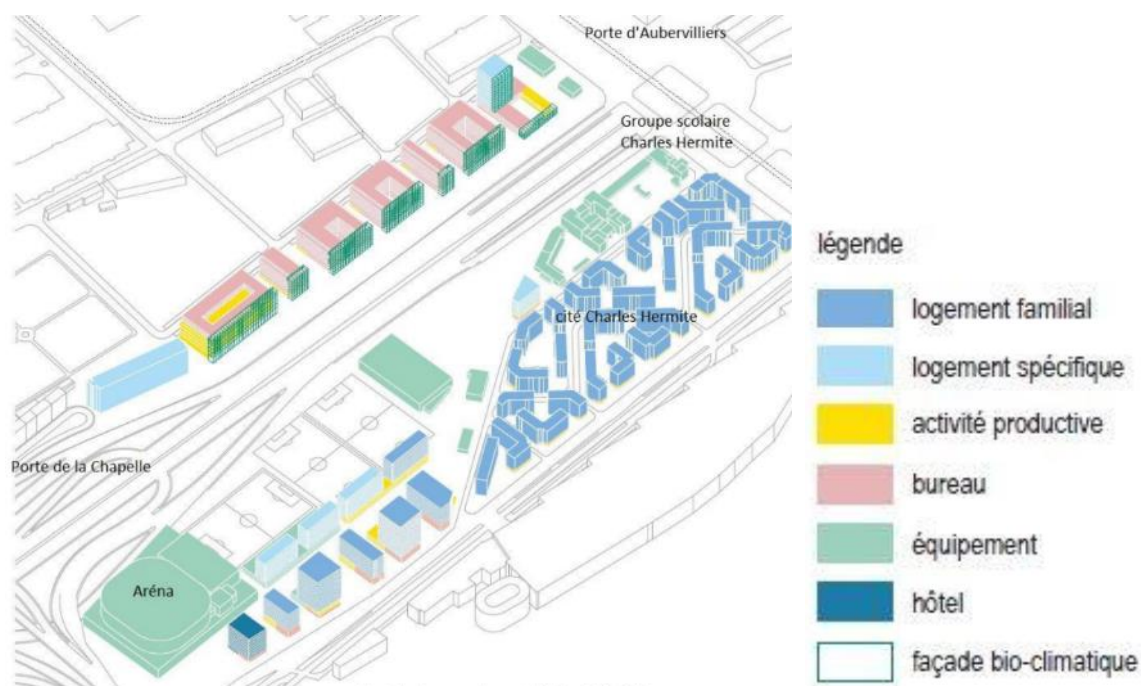 Porte d'Aubervilliers
Groupe scolaire
Charles Hermite
cité Charles Hermite
Porte de la Chapelle
Aréna
légende
logement familial
logement spécifique
activité productive
bureau
équipement
hôtel
façade bio-climatique